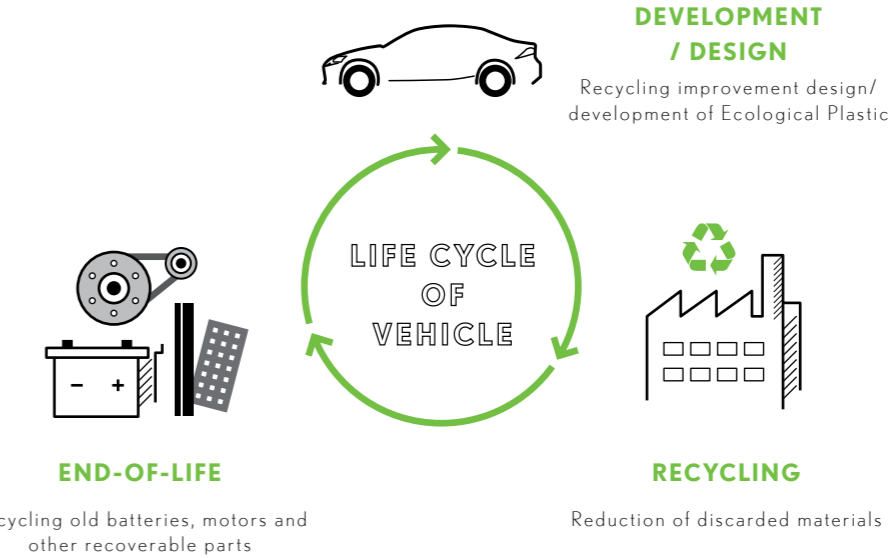 DEVELOPMENT
/ DESIGN
Recycling improvement design/
development of Ecological Plastic
LIFE CYCLE
OF
VEHICLE
END-OF-LIFE
cycling old batteries, motors and
other recoverable parts
RECYCLING
Reduction of discarded materials